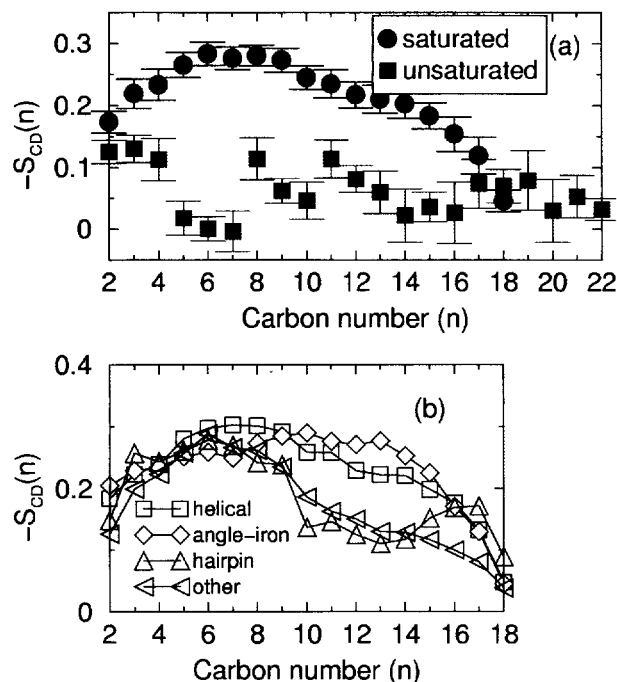 (a)
saturated
unsaturated
0.3
0.2
0.1
0
-S_CD(n)
2 4 6 8 10 12 14 16 18 20 22
Carbon number (n)
(b)
0.4
0.2
0
-S_CD(n)
helical
angle-iron
hairpin
other
2 4 6 8 10 12 14 16 18
Carbon number (n)